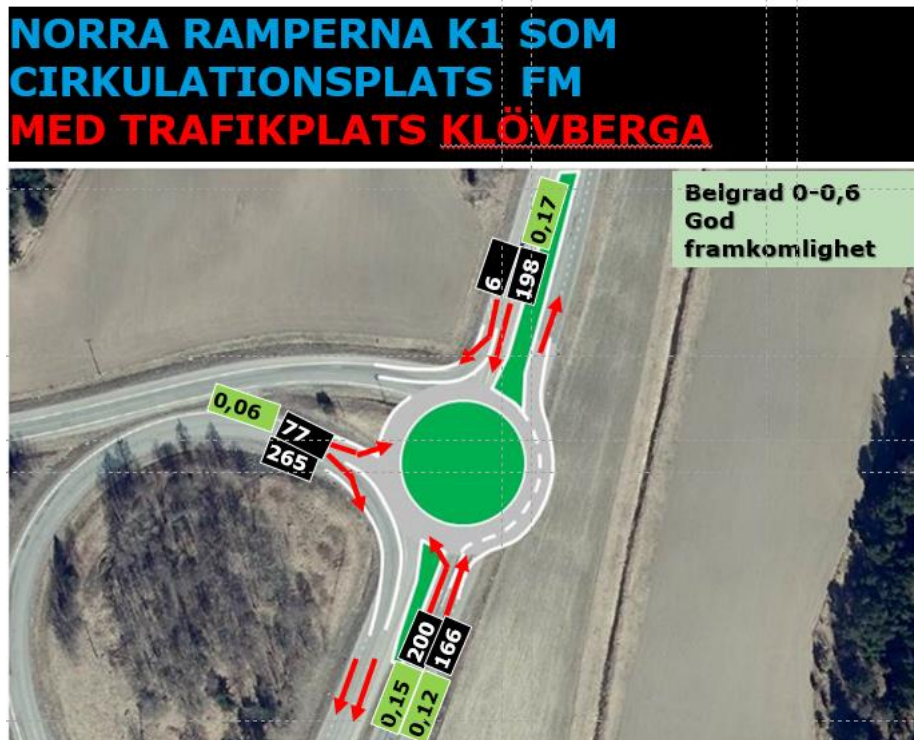 NORRA RAMPERNA K1 SOM
CIRKULATIONSPLATS FM
MED TRAFIKPLATS KLÖVBERGA
Belgrad 0-0,6
God
framkomlighet
0,17
6
198
0,06
77
265
200
166
0,15
0,12